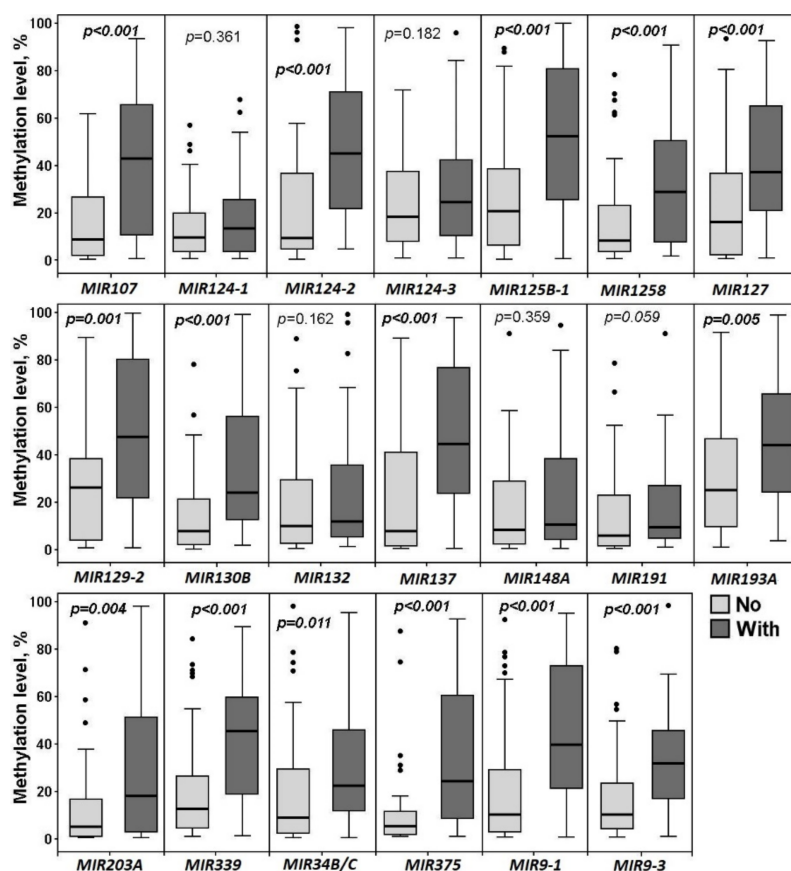 Methylation level, %
100
80
60
40
20
0
p<0.001
p=0.361
p<0.001
p=0.182
p<0.001
p<0.001
p<0.001
MIR107
MIR124-1
MIR124-2
MIR124-3
MIR125B-1
MIR1258
MIR127
Methylation level, %
100
80
60
40
20
0
p=0.001
p<0.001
p=0.162
p<0.001
p=0.359
p=0.059
p=0.005
MIR129-2
MIR130B
MIR132
MIR137
MIR148A
MIR191
MIR193A
No
With
Methylation level, %
100
80
60
40
20
0
p=0.004
p<0.001
p=0.011
p<0.001
p<0.001
p<0.001
MIR203A
MIR339
MIR34B/C
MIR375
MIR9-1
MIR9-3